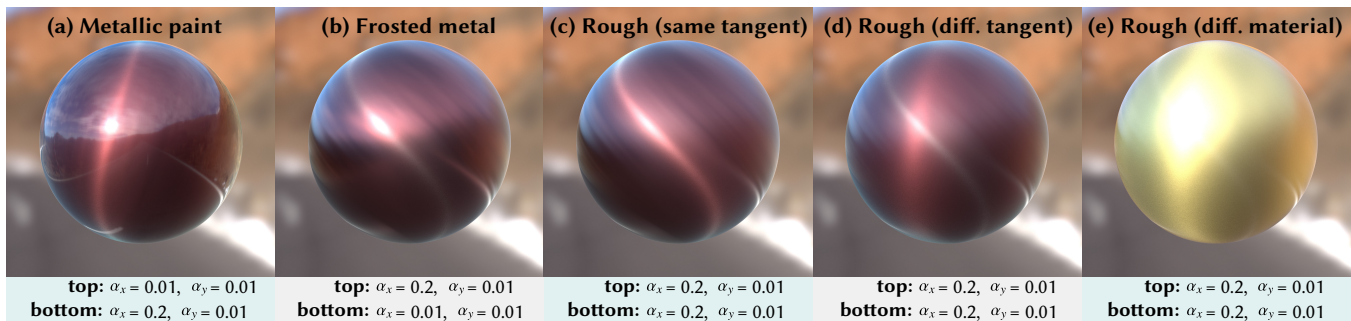 (a) Metallic paint
(b) Frosted metal
(c) Rough (same tangent)
(d) Rough (diff. tangent)
(e) Rough (diff. material)
top: αx = 0.01, αy = 0.01
bottom: αx = 0.2, αy = 0.01
top: αx = 0.2, αy = 0.01
bottom: αx = 0.01, αy = 0.01
top: αx = 0.2, αy = 0.01
bottom: αx = 0.2, αy = 0.01
top: αx = 0.2, αy = 0.01
bottom: αx = 0.2, αy = 0.01
top: αx = 0.2, αy = 0.01
bottom: αx = 0.2, αy = 0.01